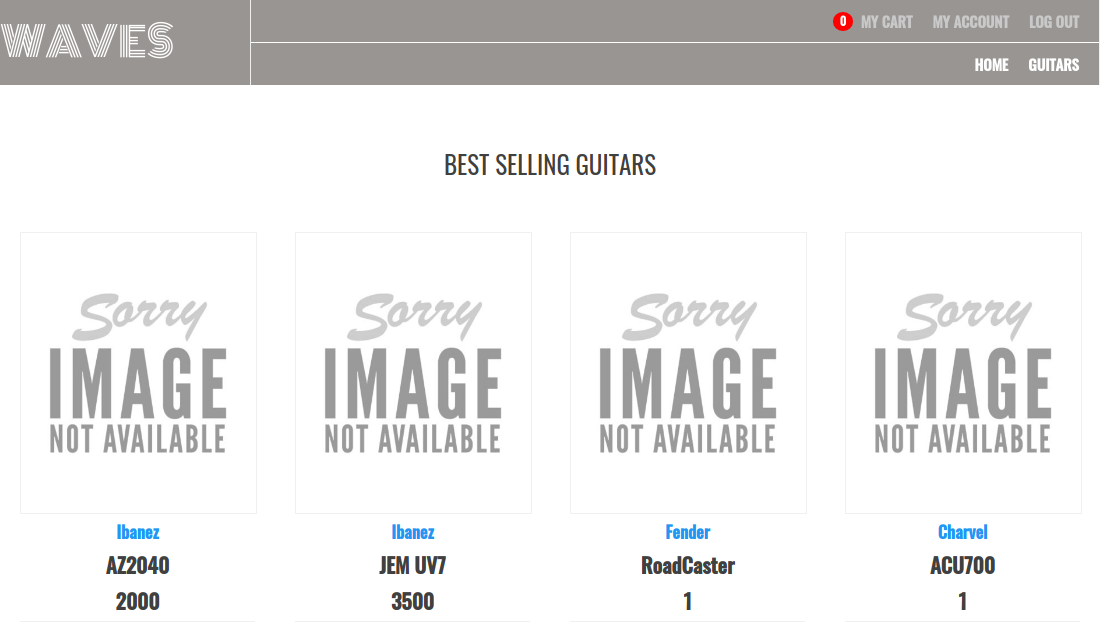 WAVES
0 MY CART MY ACCOUNT LOG OUT
HOME GUITARS
BEST SELLING GUITARS
Sorry
IMAGE
NOT AVAILABLE
Ibanez
AZ2040
2000
Sorry
IMAGE
NOT AVAILABLE
Ibanez
JEM UV7
3500
Sorry
IMAGE
NOT AVAILABLE
Fender
RoadCaster
1
Sorry
IMAGE
NOT AVAILABLE
Charvel
ACU700
1